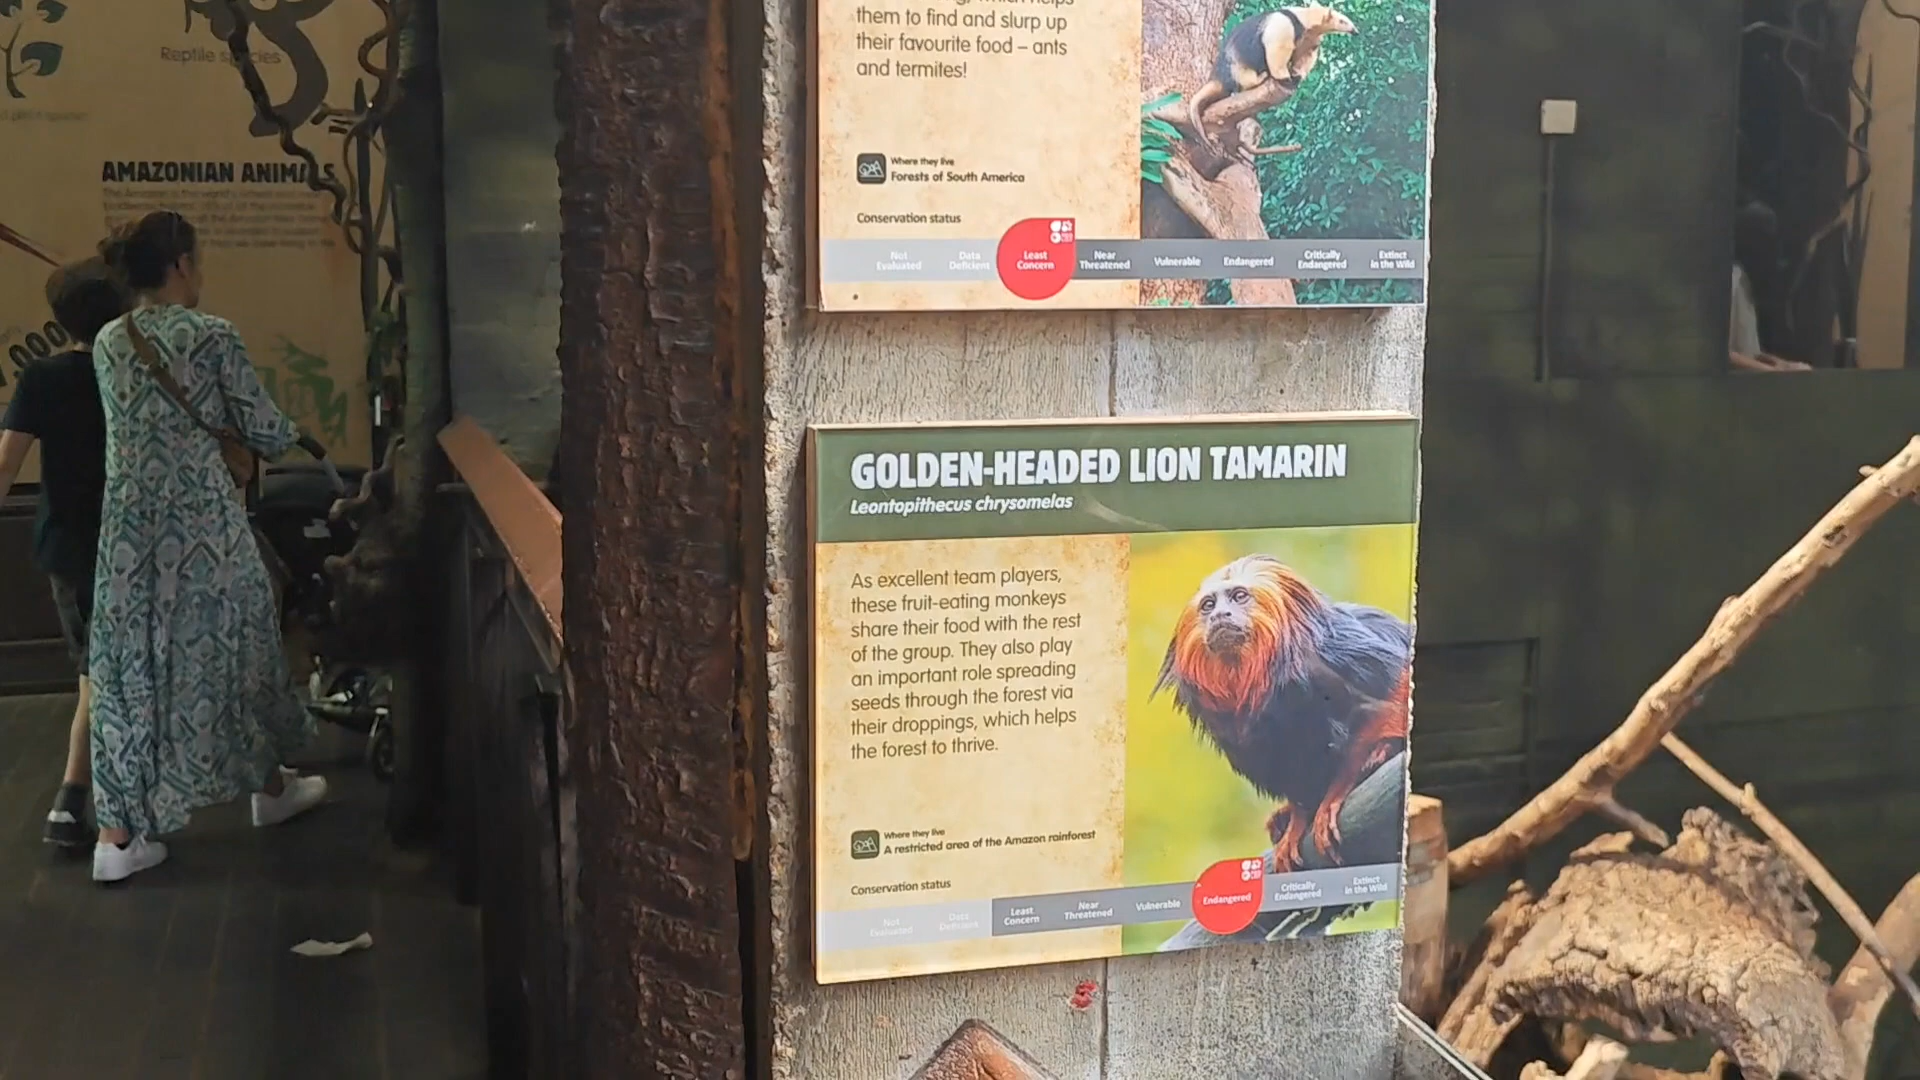 them to find and slurp up
their favourite food – ants
and termites!
Where they live
Forests of South America
Conservation status
Not Evaluated
Data Deficient
Least Concern
Near Threatened
Vulnerable
Endangered
Critically Endangered
Extinct in the Wild
GOLDEN-HEADED LION TAMARIN
Leontopithecus chrysomelas
As excellent team players,
these fruit-eating monkeys
share their food with the rest
of the group. They also play
an important role spreading
seeds through the forest via
their droppings, which helps
the forest to thrive.
Where they live
A restricted area of the Amazon rainforest
Conservation status
Not Evaluated
Data Deficient
Least Concern
Near Threatened
Vulnerable
Endangered
Critically Endangered
Extinct in the Wild
Reptile species
AMAZONIAN ANIMALS